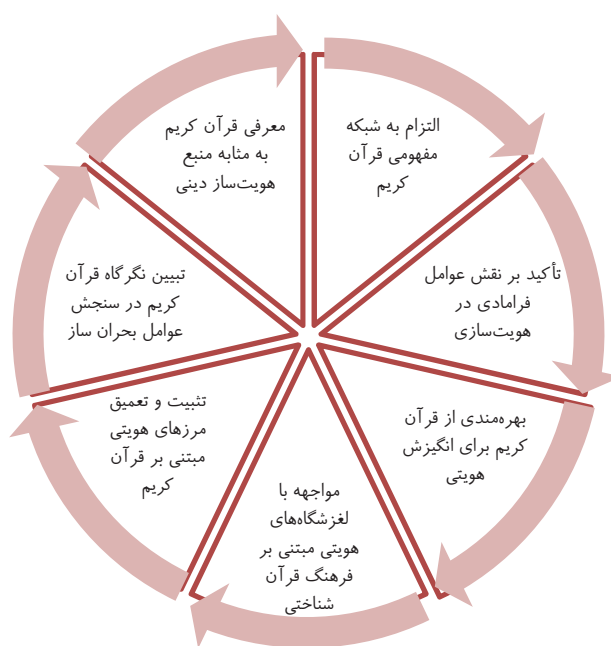 التزام به شبکه
مفهومی قرآن
کریم
تأکید بر نقش عوامل
فرامادی در
هویت‌سازی
بهره‌مندی از قرآن
کریم برای انگیزش
هویتی
مواجهه با
لغزشگاه‌های
هویتی مبتنی بر
فرهنگ قرآن
شناختی
تثبیت و تعمیق
مرزهای هویتی
مبتنی بر قرآن
کریم
تبیین نگرگاه قرآن
کریم در سنجش
عوامل بحران ساز
معرفی قرآن کریم
به مثابه منبع
هویت‌ساز دینی